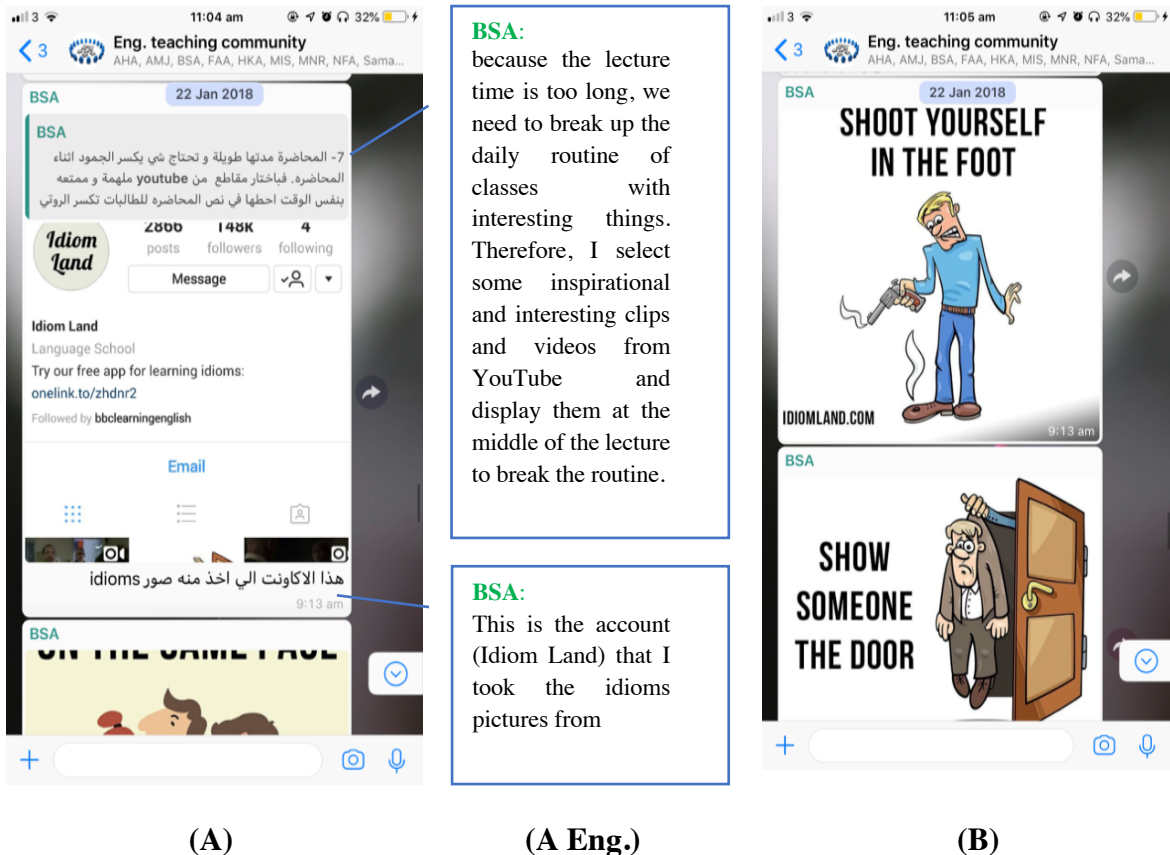 3
11:04 am
32%
3
Eng. teaching community
AHA, AMJ, BSA, FAA, HKA, MIS, MNR, NFA, Sama...
22 Jan 2018
BSA
BSA
7- المحاضرة مدتها طويلة و تحتاج شي يكسر الجمود اثناء
المحاضره. فباختار مقاطع من youtube ملهمة و ممتعه
بنفس الوقت احطها في نص المحاضره للطالبات تكسر الروتي
Idiom
Land
2866
148K
4
posts
followers
following
Message
Idiom Land
Language School
Try our free app for learning idioms:
onelink.to/zhdnr2
Followed by bbclearningenglish
Email
هذا الاكاونت الي اخذ منه صور idioms
9:13 am
BSA
ON THE SAME PAGE
(A)
BSA:
because the lecture
time is too long, we
need to break up the
daily routine of
classes with
interesting things.
Therefore, I select
some inspirational
and interesting clips
and videos from
YouTube and
display them at the
middle of the lecture
to break the routine.
BSA:
This is the account
(Idiom Land) that I
took the idioms
pictures from
(A Eng.)
3
11:05 am
32%
3
Eng. teaching community
AHA, AMJ, BSA, FAA, HKA, MIS, MNR, NFA, Sama...
BSA
22 Jan 2018
SHOOT YOURSELF
IN THE FOOT
IDIOMLAND.COM
9:13 am
BSA
SHOW
SOMEONE
THE DOOR
(B)